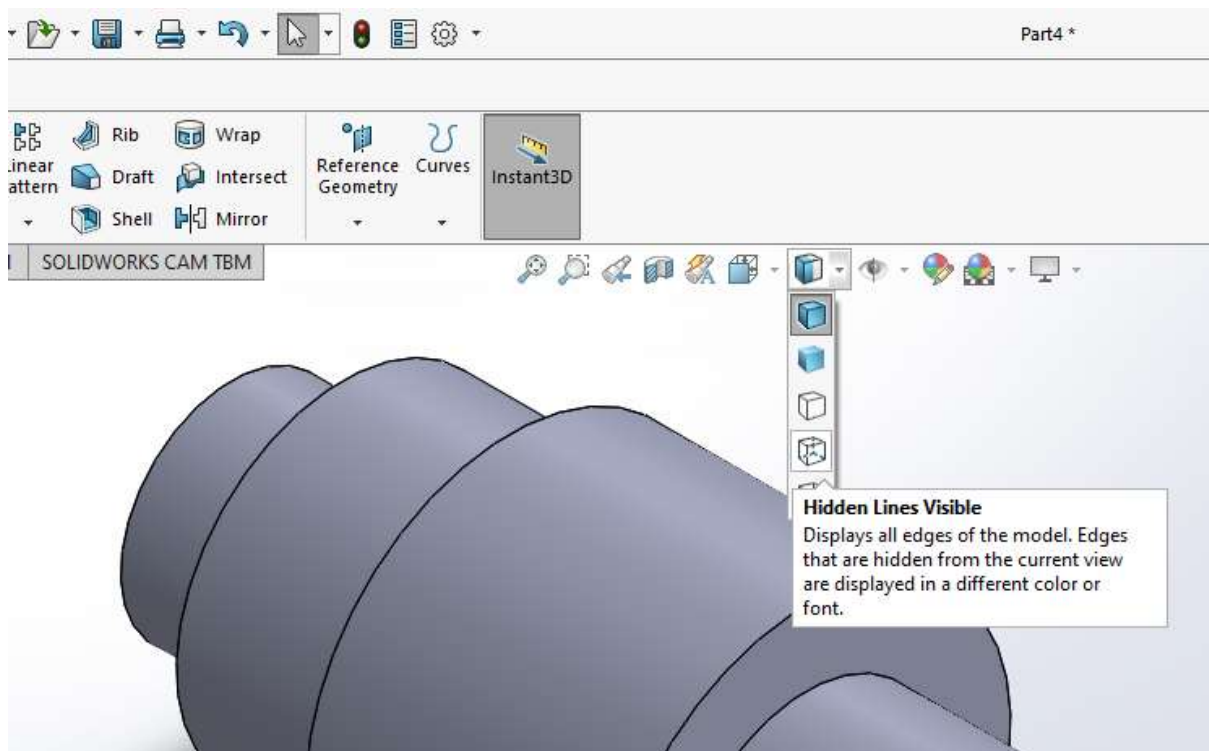 Part4 *
Rib
Wrap
Linear
Pattern
Draft
Intersect
Shell
Mirror
Reference
Geometry
Curves
Instant3D
SOLIDWORKS CAM TBM
Hidden Lines Visible
Displays all edges of the model. Edges
that are hidden from the current view
are displayed in a different color or
font.